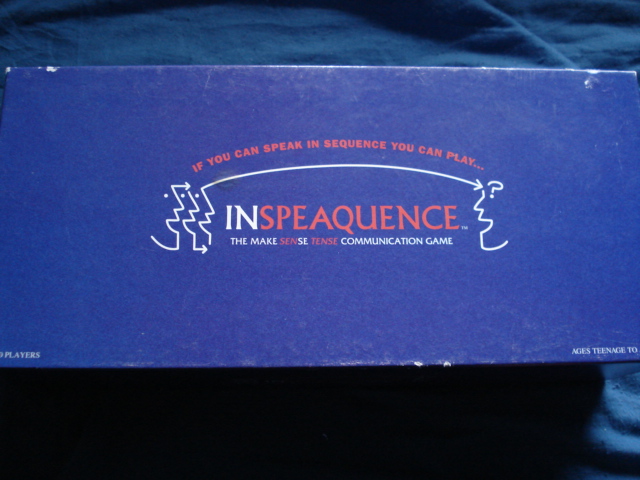 IF YOU CAN SPEAK IN SEQUENCE YOU CAN PLAY...
?
INSPEAQUENCE™
THE MAKE SENSE TENSE COMMUNICATION GAME
PLAYERS
AGES TEENAGE TO